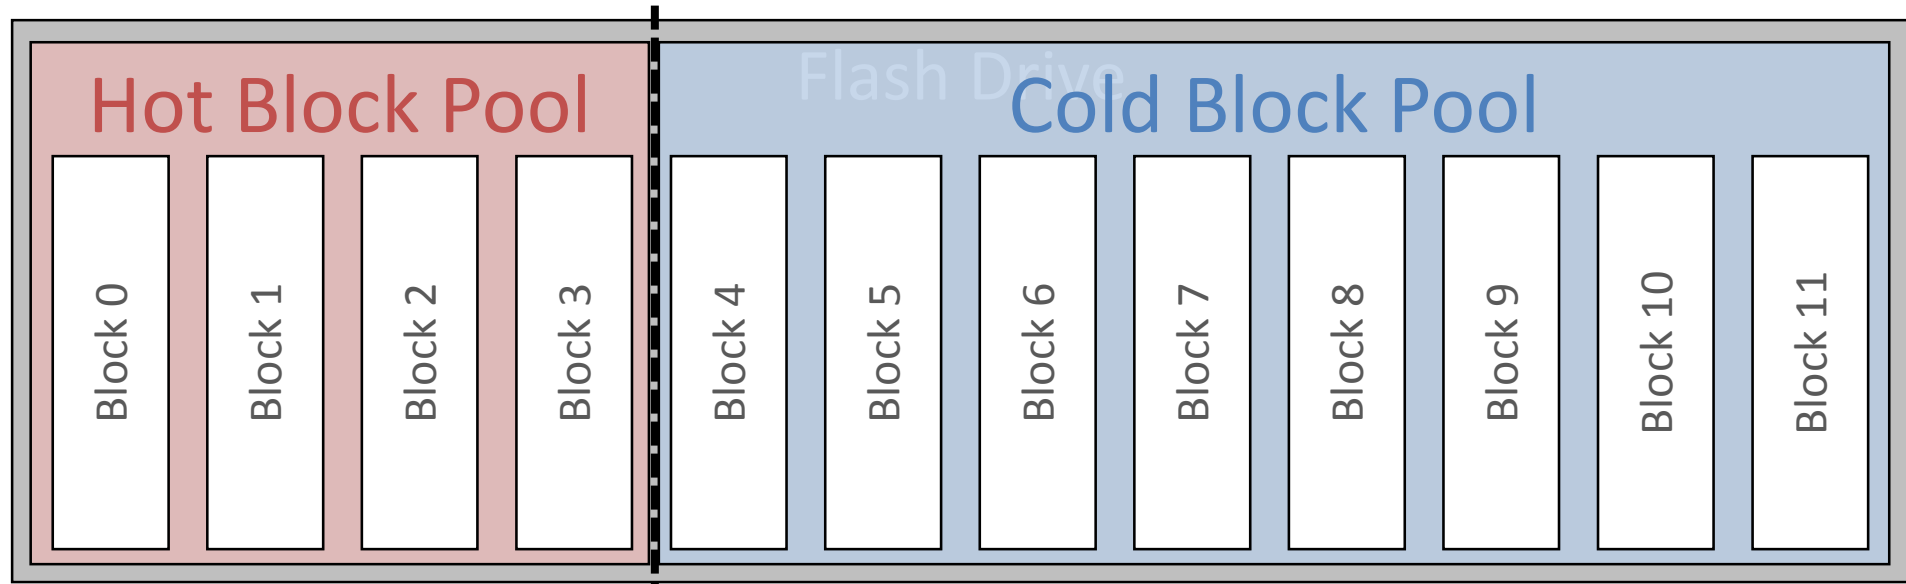 Flash Drive
Hot Block Pool
Cold Block Pool
Block 0
Block 1
Block 2
Block 3
Block 4
Block 5
Block 6
Block 7
Block 8
Block 9
Block 10
Block 11